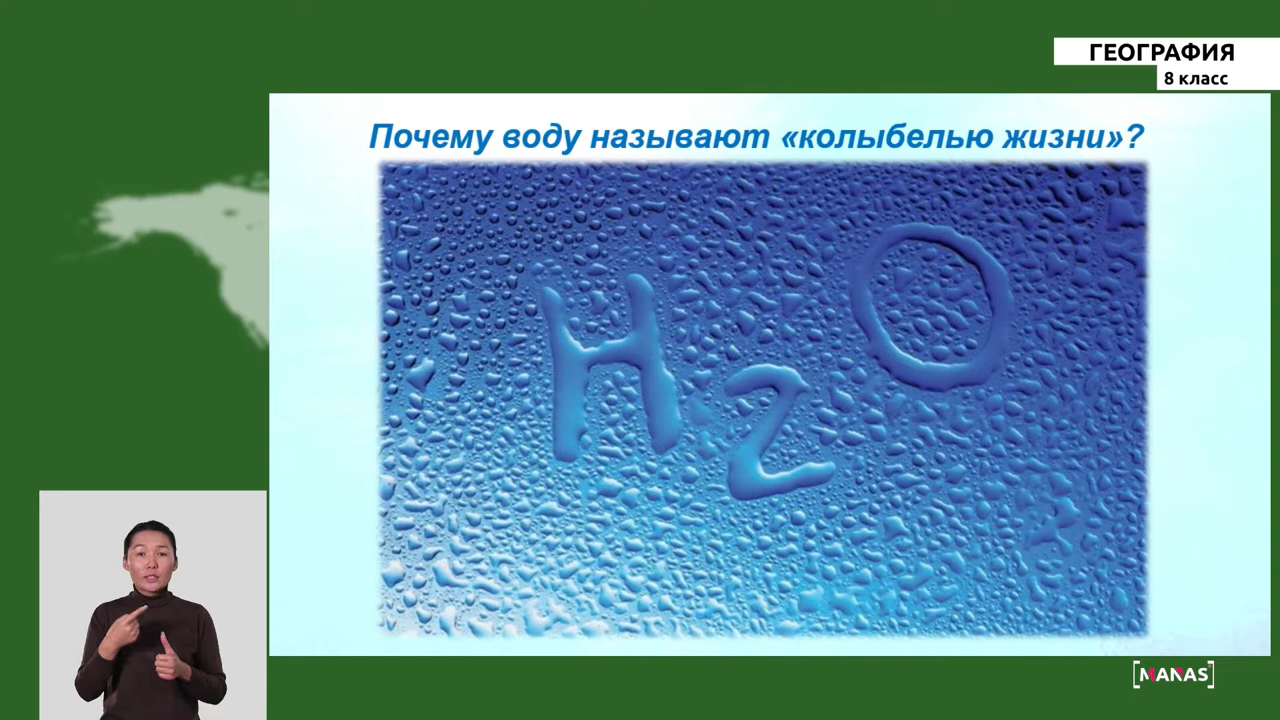 ГЕОГРАФИЯ
8 класс
Почему воду называют «колыбелью жизни»?
H2O
[MANAS]